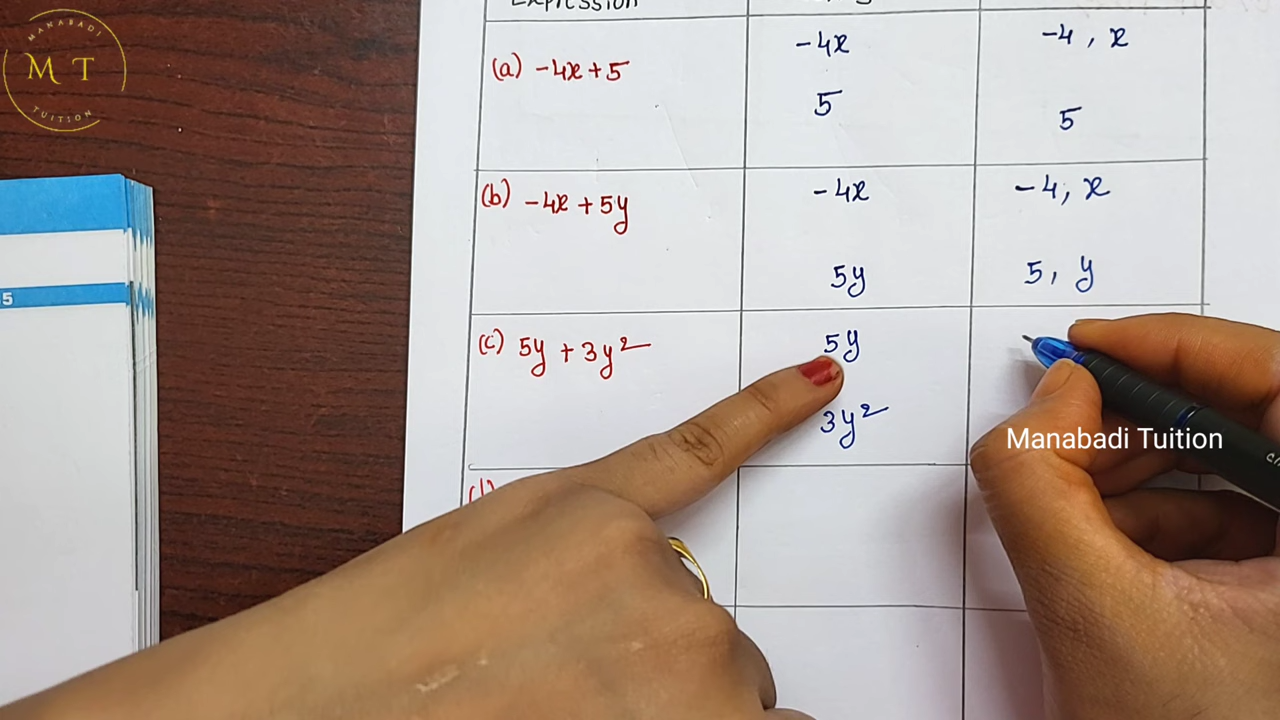 MANABADI
M T
TUITION
Expression
(a) -4x+5
-4x
5
-4, x
5
(b) -4x + 5y
-4x
5y
-4, x
5, y
5
(c) 5y + 3y²
5y
3y²
Manabadi Tuition